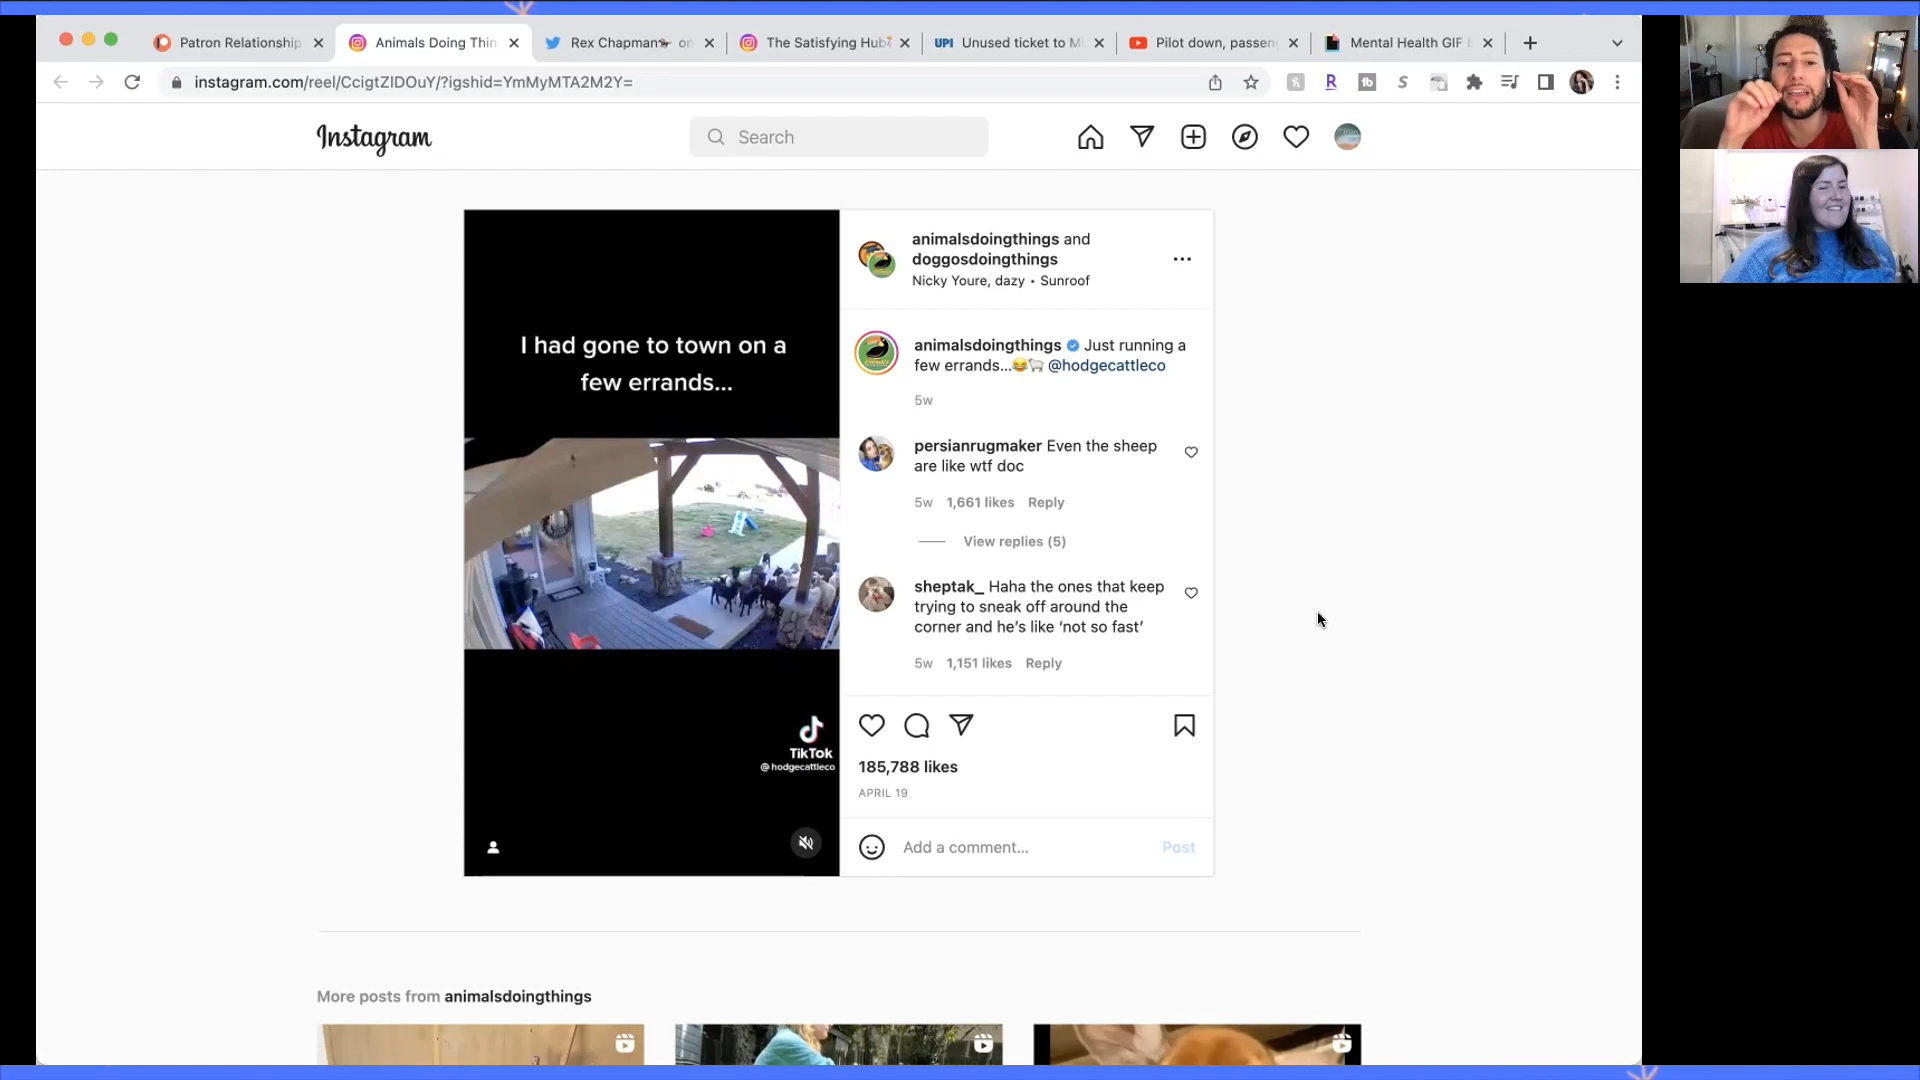 Patron Relationship
Animals Doing Thin
Rex Chapman on
The Satisfying Hub
UPI Unused ticket to M
Pilot down, passen
Mental Health GIF
instagram.com/reel/CcigtZlDOuY/?igshid=YmMyMTA2M2Y=
Instagram
Search
I had gone to town on a
few errands...
TikTok
@hodgecattleco
animalsdoingthings and
doggosdoingthings
Nicky Youre, dazy • Sunroof
animalsdoingthings Just running a
few errands...😂🐑 @hodgecattleco
5w
persianrugmaker Even the sheep
are like wtf doc
5w 1,661 likes Reply
View replies (5)
sheptak_ Haha the ones that keep
trying to sneak off around the
corner and he's like ‘not so fast’
5w 1,151 likes Reply
185,788 likes
APRIL 19
Add a comment... Post
More posts from animalsdoingthings